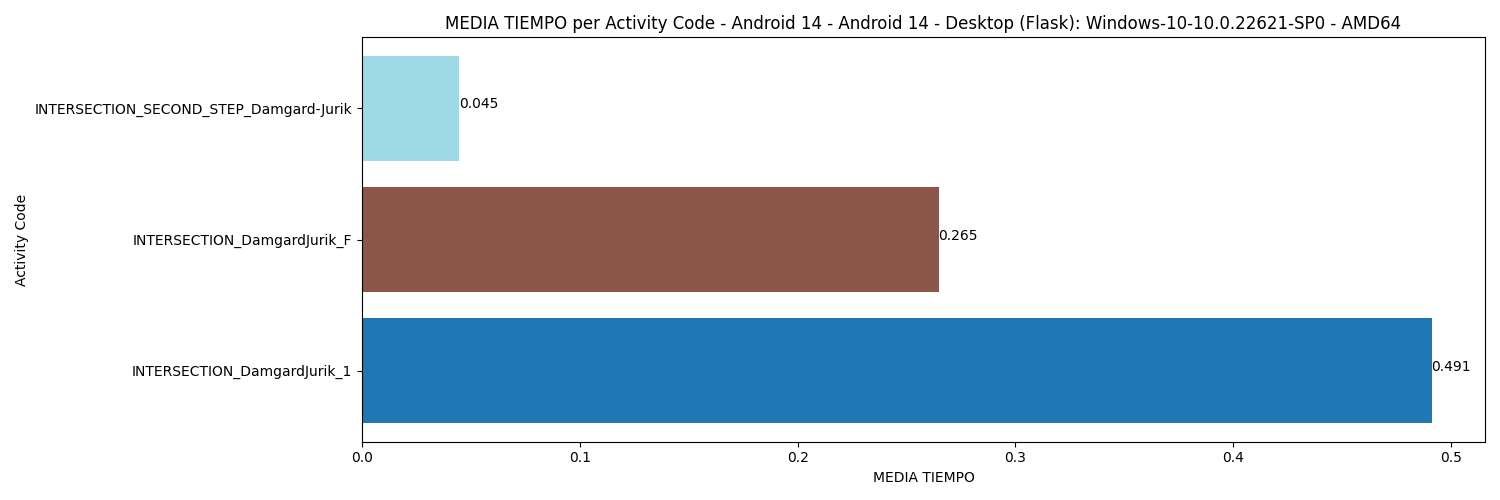 MEDIA TIEMPO per Activity Code - Android 14 - Android 14 - Desktop (Flask): Windows-10-10.0.22621-SP0 - AMD64
INTERSECTION_SECOND_STEP_Damgard-Jurik
0.045
INTERSECTION_DamgardJurik_F
0.265
INTERSECTION_DamgardJurik_1
0.491
Activity Code
0.0 0.1 0.2 0.3 0.4 0.5
MEDIA TIEMPO